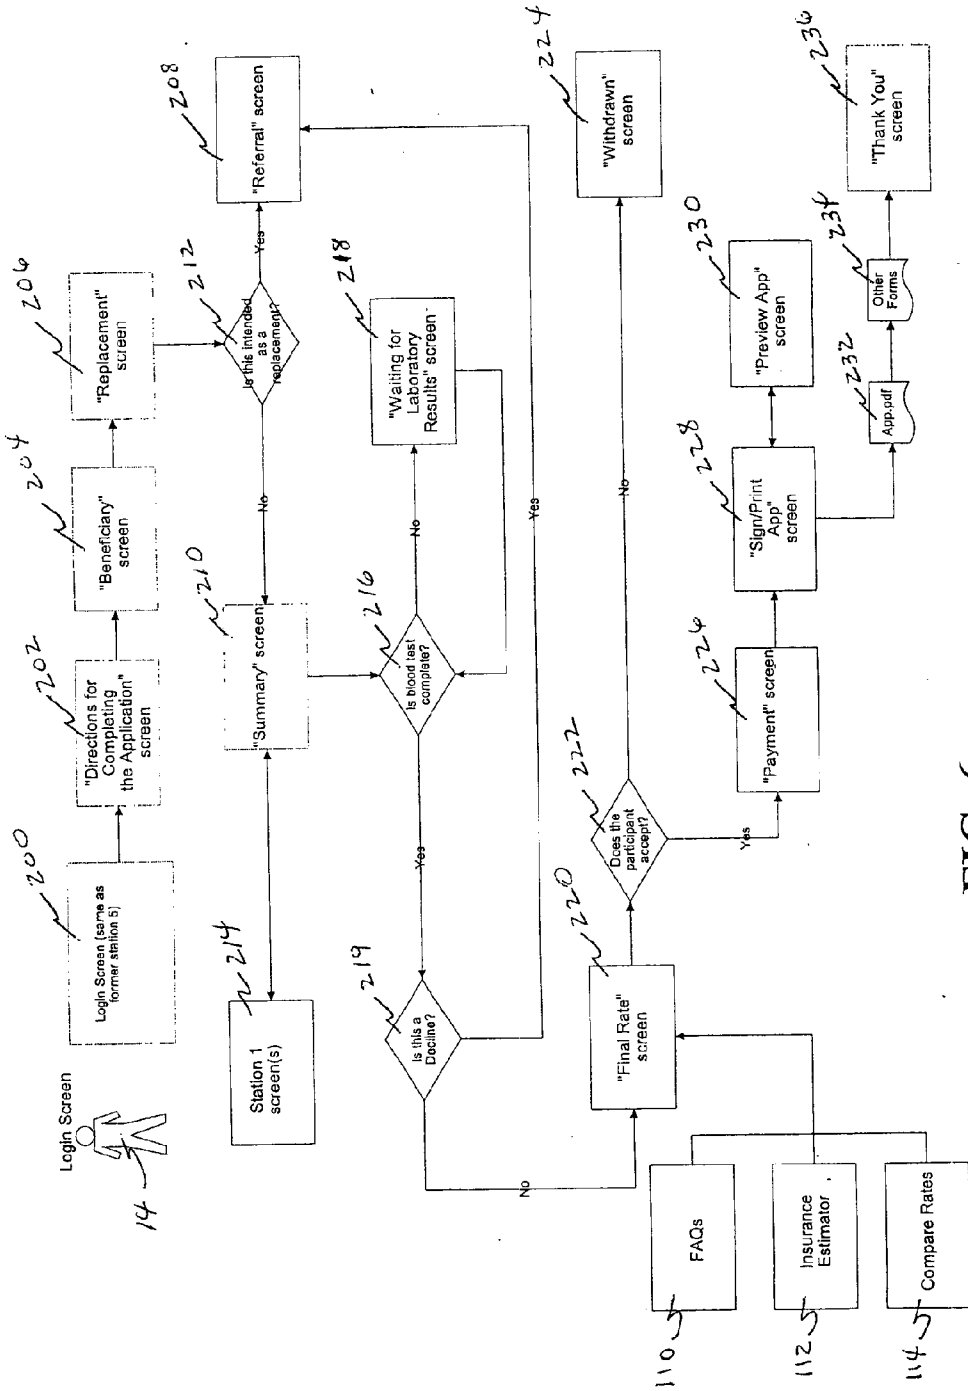 Login Screen
14
Login Screen (same as
former station 5)
200
"Directions for
Completing
the Application"
screen
202
"Beneficiary"
screen
204
"Replacement"
screen
206
Station 1
screen(s)
214
"Summary" screen
210
No
Is this intended
as a
replacement?
212
Yes
"Referral" screen
208
Is this a
Decline?
219
Yes
Is blood test
complete?
216
No
"Waiting for
Laboratory
Results" screen
218
Yes
No
FAQs
110
Insurance
Estimator
112
Compare Rates
114
"Final Rate"
screen
220
Does the
participant
accept?
222
No
"Withdrawn"
screen
224
Yes
"Payment" screen
226
"Sign/Print
App"
screen
228
"Preview App"
screen
230
App.pdf
232
Other
Forms
234
"Thank You"
screen
236